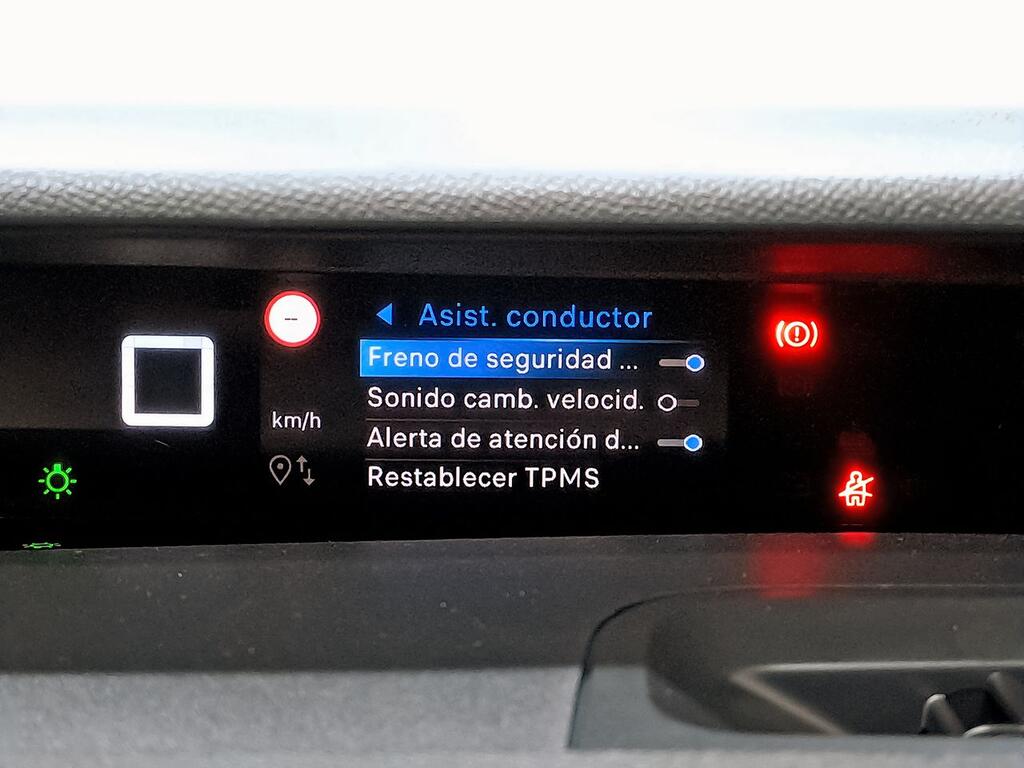 --
Asist. conductor
Freno de seguridad ...
Sonido camb. velocid.
km/h
Alerta de atención d...
Restablecer TPMS